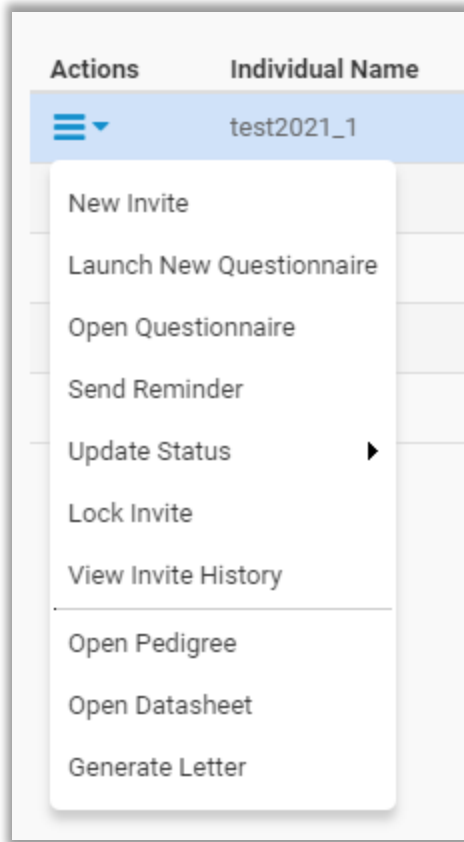 Actions Individual Name
test2021_1
New Invite
Launch New Questionnaire
Open Questionnaire
Send Reminder
Update Status
Lock Invite
View Invite History
Open Pedigree
Open Datasheet
Generate Letter